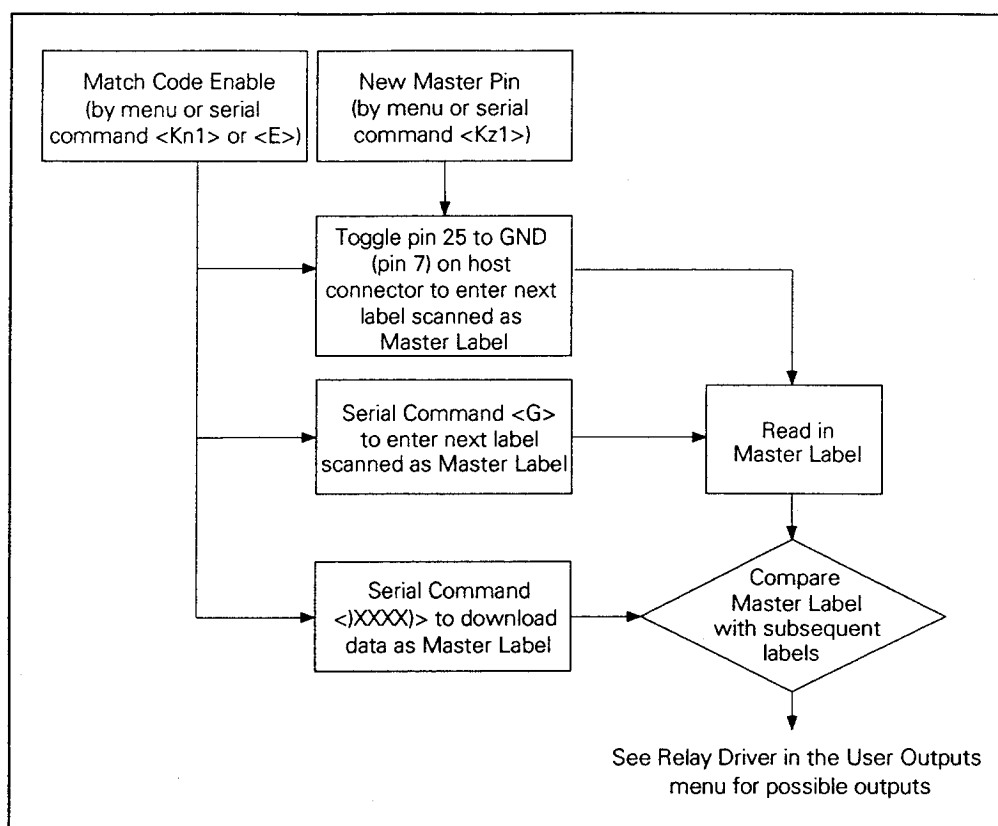 Match Code Enable
(by menu or serial
command <Kn1> or <E>)
New Master Pin
(by menu or serial
command <Kz1>)
Toggle pin 25 to GND
(pin 7) on host
connector to enter next
label scanned as
Master Label
Serial Command <G>
to enter next label
scanned as Master Label
Read in
Master Label
Serial Command
<)XXXX)> to download
data as Master Label
Compare
Master Label
with subsequent
labels
See Relay Driver in the User Outputs
menu for possible outputs